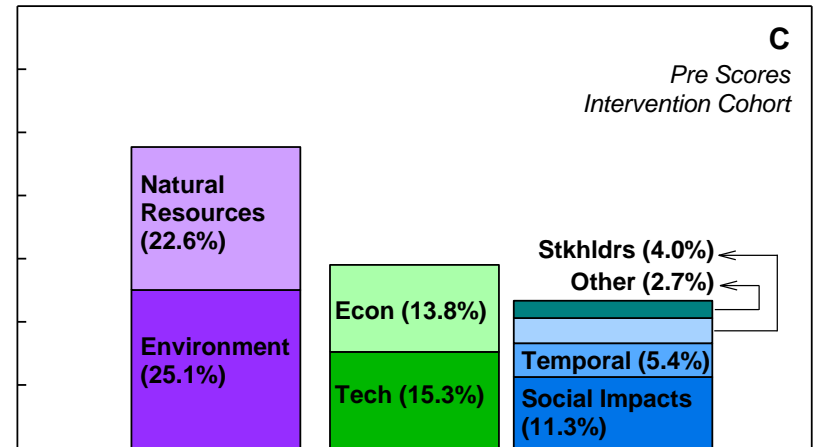 C
Pre Scores
Intervention Cohort
Natural
Resources
(22.6%)
Environment
(25.1%)
Econ (13.8%)
Tech (15.3%)
Stkhldrs (4.0%)
Other (2.7%)
Temporal (5.4%)
Social Impacts
(11.3%)